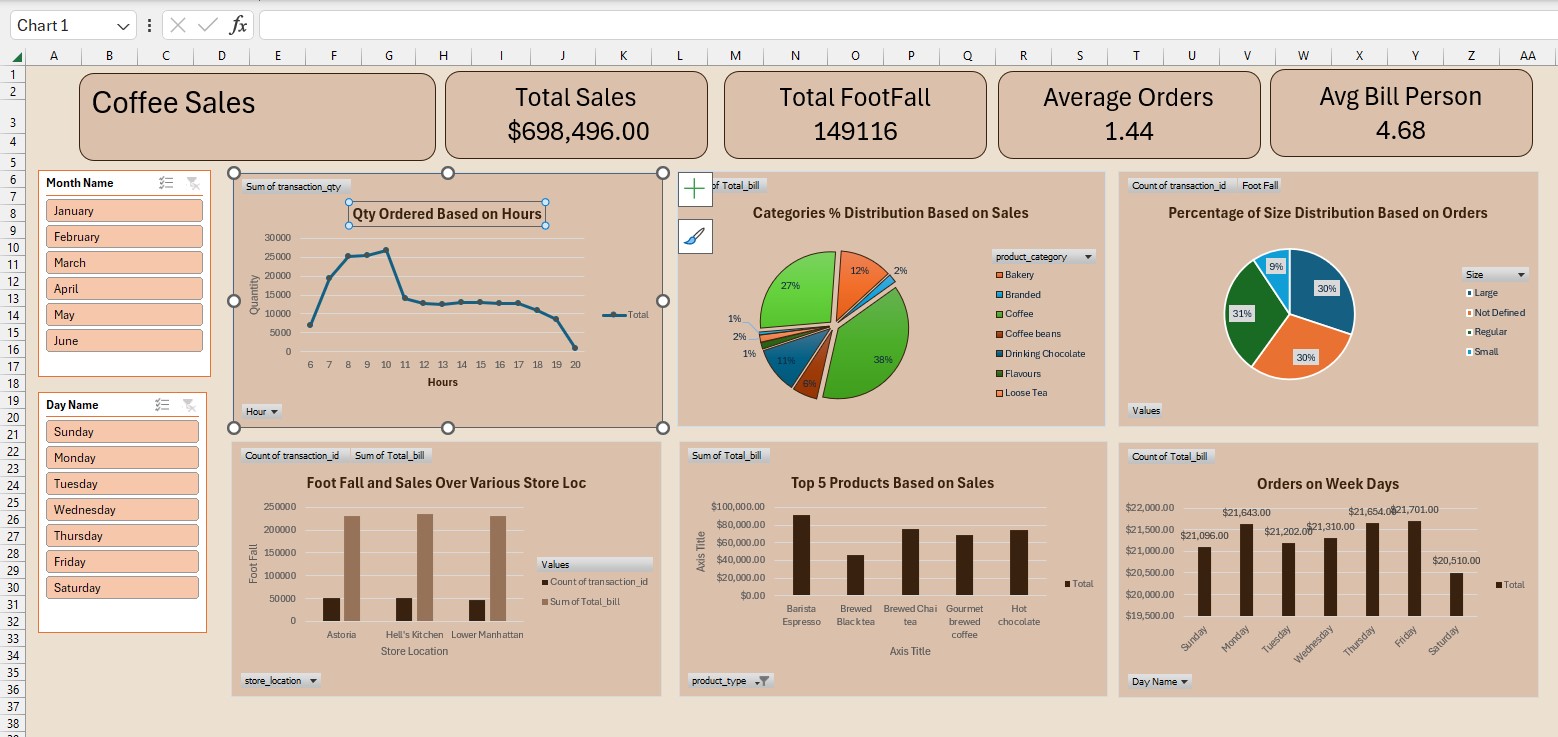 Chart 1
fx
A B C D E F G H I J K L M N O P Q R S T U V W X Y Z AA
1
2
3
4
5
6
7
8
9
10
11
12
13
14
15
16
17
18
19
20
21
22
23
24
25
26
27
28
29
30
31
32
33
34
35
36
37
38
Coffee Sales
Total Sales
$698,496.00
Total FootFall
149116
Average Orders
1.44
Avg Bill Person
4.68
Month Name
January
February
March
April
May
June
Day Name
Sunday
Monday
Tuesday
Wednesday
Thursday
Friday
Saturday
Sum of transaction_qty
Qty Ordered Based on Hours
30000
25000
20000
15000
10000
5000
0
Quantity
6 7 8 9 10 11 12 13 14 15 16 17 18 19 20
Hours
Total
Hour
of Total_bill
Categories % Distribution Based on Sales
12%
2%
38%
6%
11%
1%
2%
1%
27%
product_category
Bakery
Branded
Coffee
Coffee beans
Drinking Chocolate
Flavours
Loose Tea
Count of transaction_id Foot Fall
Percentage of Size Distribution Based on Orders
9%
30%
31%
30%
Size
Large
Not Defined
Regular
Small
Values
Count of transaction_id Sum of Total_bill
Foot Fall and Sales Over Various Store Loc
250000
200000
150000
100000
50000
0
Foot Fall
Astoria Hell's Kitchen Lower Manhattan
Store Location
Values
Count of transaction_id
Sum of Total_bill
store_location
Sum of Total_bill
Top 5 Products Based on Sales
$100,000.00
$80,000.00
$60,000.00
$40,000.00
$20,000.00
$0.00
Axis Title
Barista Espresso
Brewed Black tea
Brewed Chai tea
Gourmet brewed coffee
Hot chocolate
Axis Title
Total
product_type
Count of Total_bill
Orders on Week Days
$22,000.00
$21,500.00
$21,000.00
$20,500.00
$20,000.00
$19,500.00
$21,096.00
$21,643.00
$21,202.00
$21,310.00
$21,654.00
$21,701.00
$20,510.00
Sunday
Monday
Tuesday
Wednesday
Thursday
Friday
Saturday
Total
Day Name